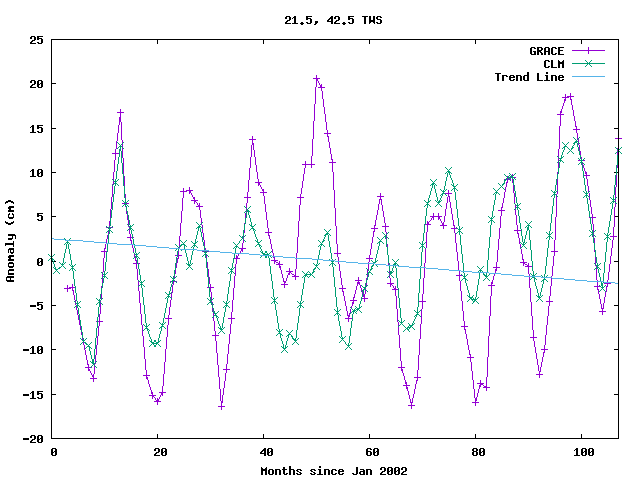 21.5, 42.5 TWS
GRACE
CLM
Trend Line
25
20
15
10
5
0
-5
-10
-15
-20
Anomaly (cm)
0 20 40 60 80 100
Months since Jan 2002